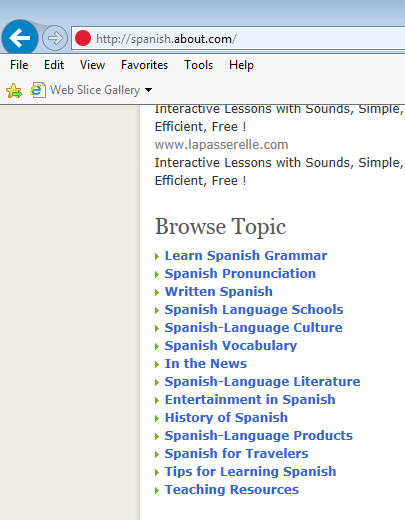 http://spanish.about.com/
File Edit View Favorites Tools Help
Web Slice Gallery
Interactive Lessons with Sounds, Simple,
Efficient, Free !
www.lapasserelle.com
Interactive Lessons with Sounds, Simple,
Efficient, Free !
Browse Topic
Learn Spanish Grammar
Spanish Pronunciation
Written Spanish
Spanish Language Schools
Spanish-Language Culture
Spanish Vocabulary
In the News
Spanish-Language Literature
Entertainment in Spanish
History of Spanish
Spanish-Language Products
Spanish for Travelers
Tips for Learning Spanish
Teaching Resources